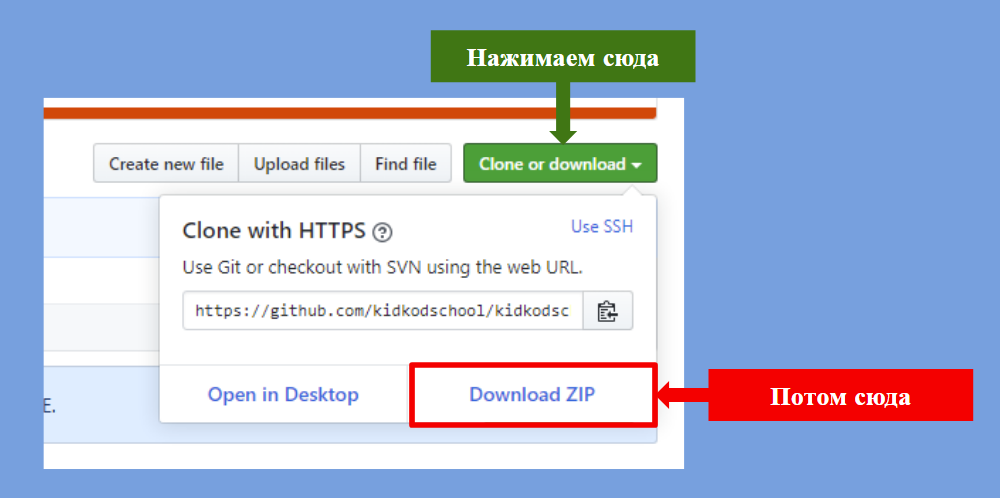 Нажимаем сюда
Create new file
Upload files
Find file
Clone or download
Clone with HTTPS ?
Use SSH
Use Git or checkout with SVN using the web URL.
https://github.com/kidkodschool/kidkodsc
E.
Open in Desktop
Download ZIP
Потом сюда